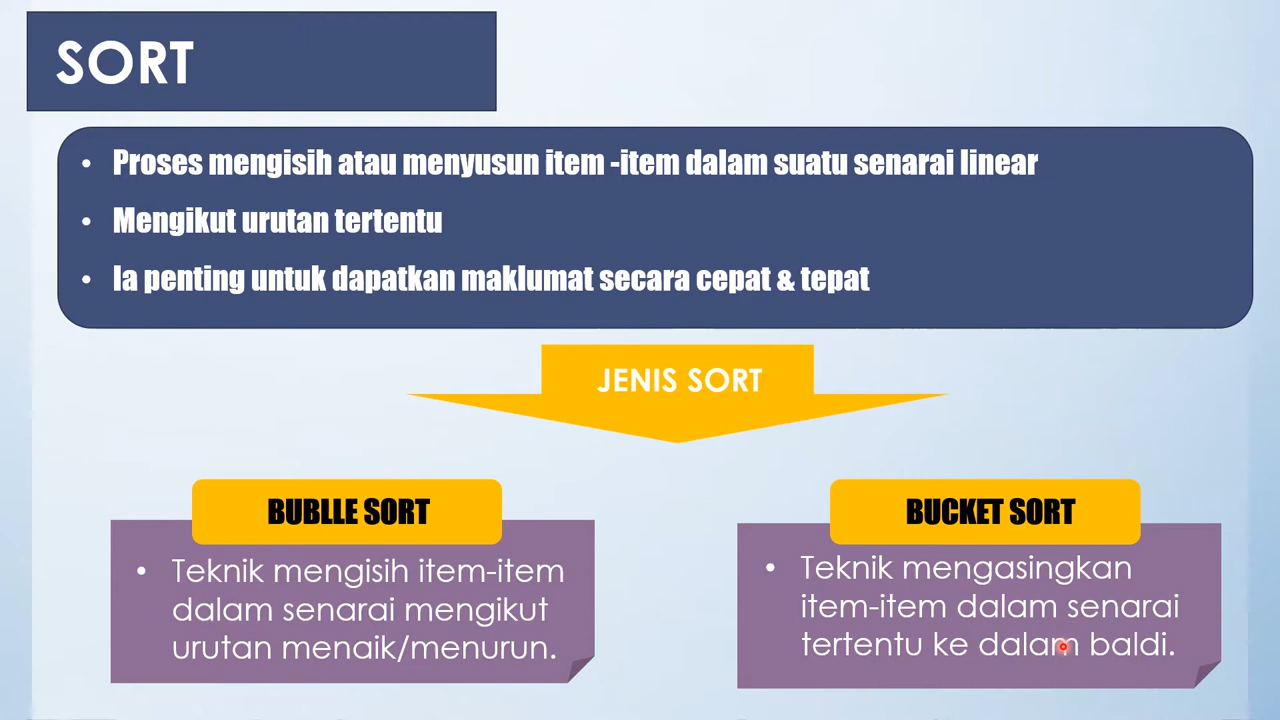 SORT
• Proses mengisih atau menyusun item -item dalam suatu senarai linear
• Mengikut urutan tertentu
• Ia penting untuk dapatkan maklumat secara cepat & tepat
JENIS SORT
BUBLLE SORT
• Teknik mengisih item-item
dalam senarai mengikut
urutan menaik/menurun.
BUCKET SORT
• Teknik mengasingkan
item-item dalam senarai
tertentu ke dalam baldi.